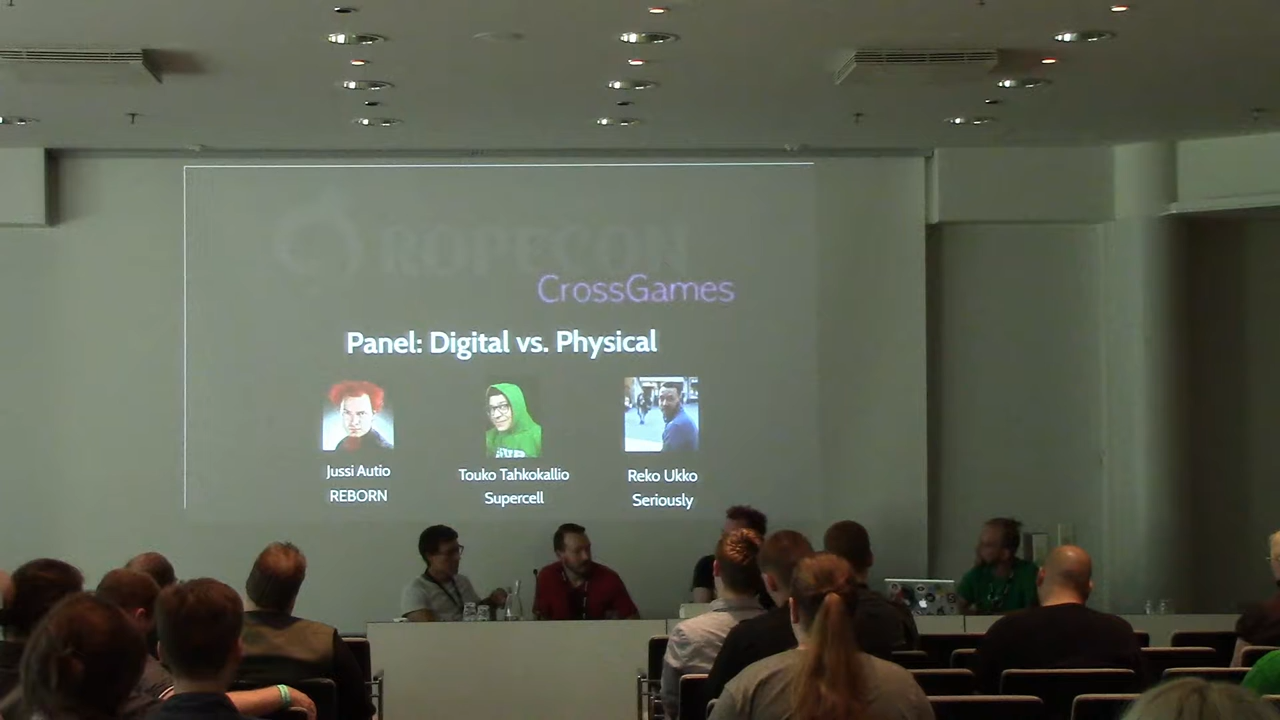 ROPECON
CrossGames
Panel: Digital vs. Physical
Jussi Autio
REBORN
Touko Tahkokallio
Supercell
Reko Ukko
Seriously